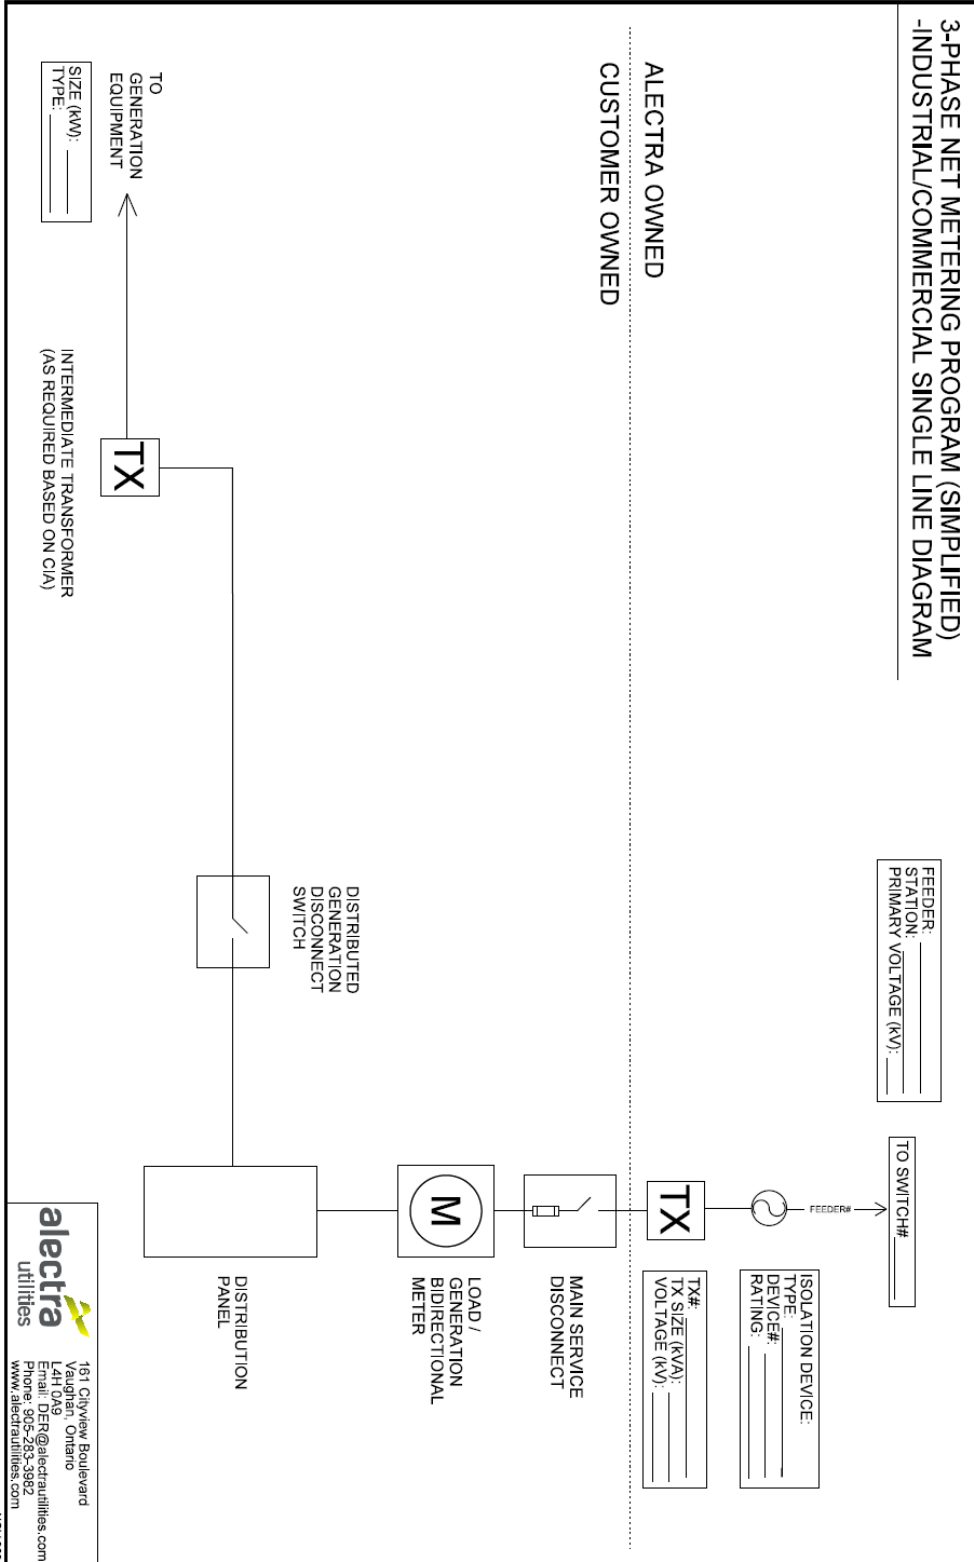 3-PHASE NET METERING PROGRAM (SIMPLIFIED)
-INDUSTRIAL/COMMERCIAL SINGLE LINE DIAGRAM
FEEDER:
STATION:
PRIMARY VOLTAGE (kV):
TO SWITCH#
FEEDER#
ISOLATION DEVICE:
TYPE:
DEVICE#:
RATING:
TX
TX#:
TX SIZE (kVA):
VOLTAGE (kV):
ALECTRA OWNED
CUSTOMER OWNED
MAIN SERVICE
DISCONNECT
M
LOAD /
GENERATION
BIDIRECTIONAL
METER
DISTRIBUTED
GENERATION
DISCONNECT
SWITCH
DISTRIBUTION
PANEL
TO
GENERATION
EQUIPMENT
SIZE (kW):
TYPE:
TX
INTERMEDIATE TRANSFORMER
(AS REQUIRED BASED ON CIA)
alectra
utilities
161 Cityview Boulevard
Vaughan, Ontario
L4H 0A9
Email: DER@alectrautilities.com
Phone: 905-283-3982
www.alectrautilities.com